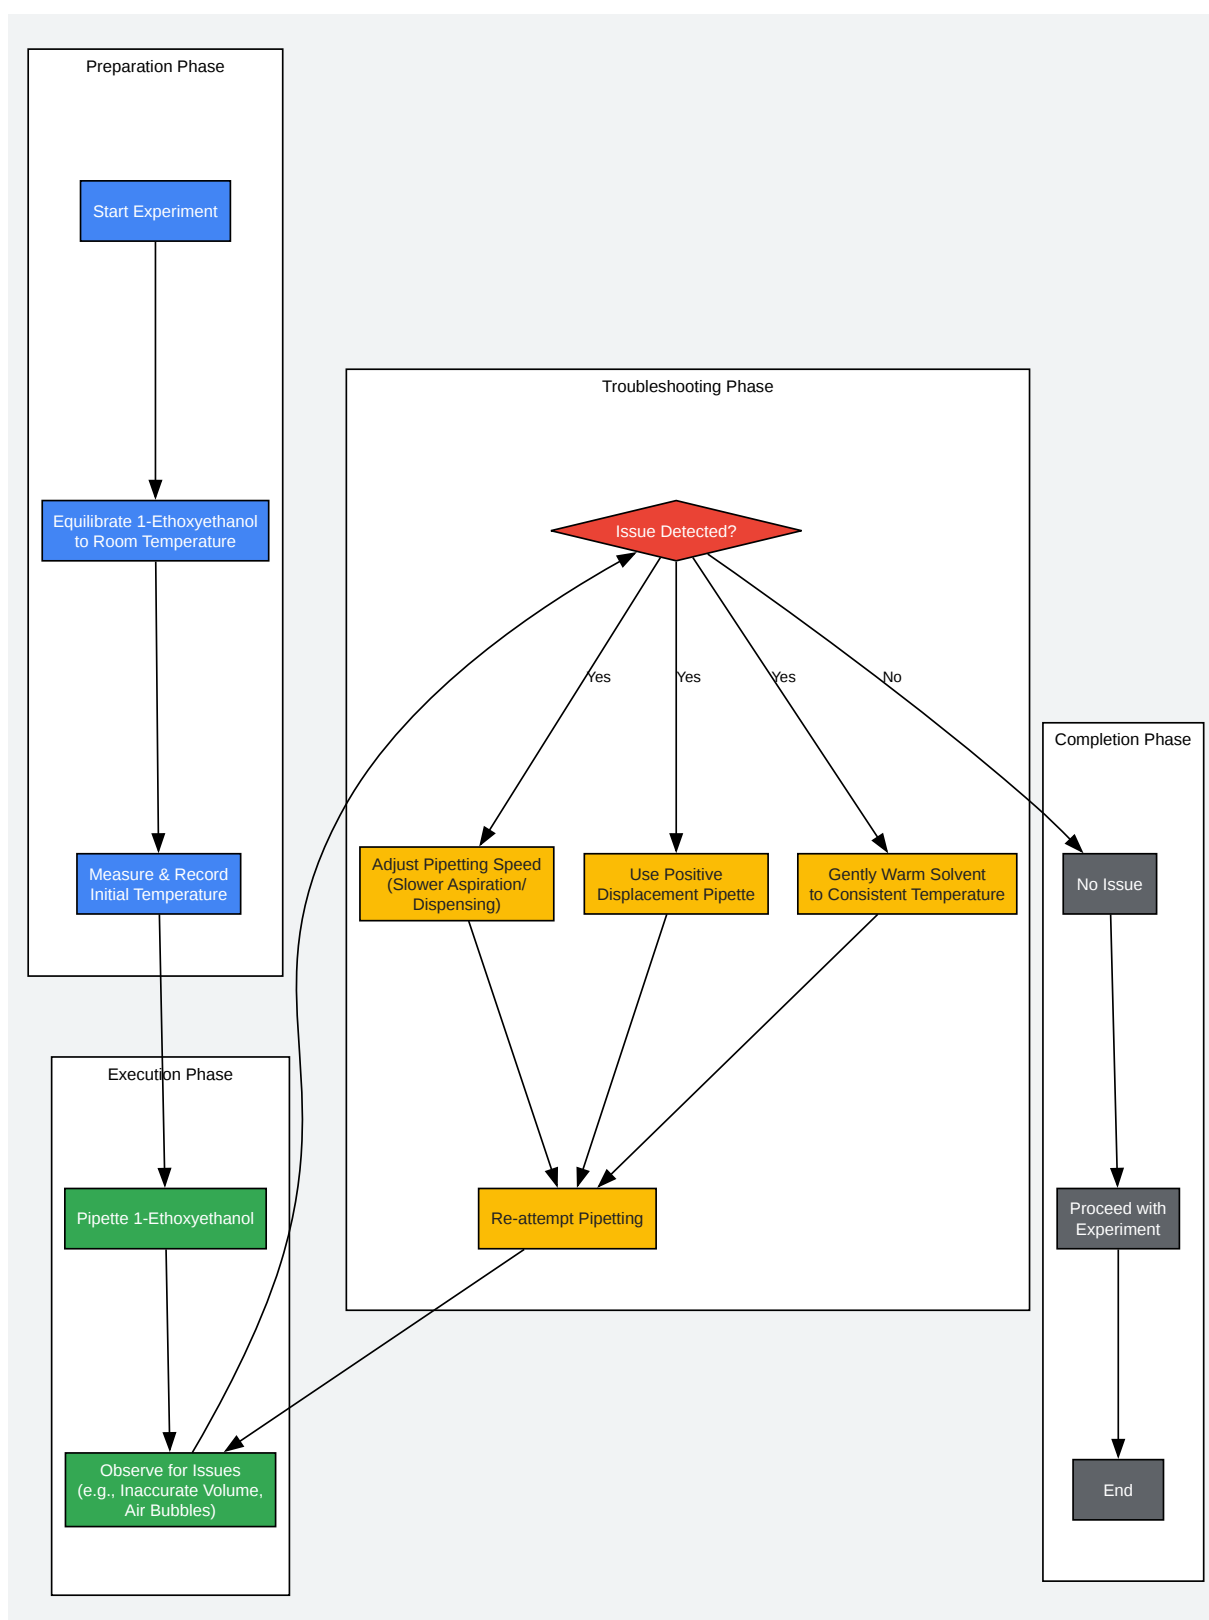 Preparation Phase
Start Experiment
Equilibrate 1-Ethoxyethanol
to Room Temperature
Measure & Record
Initial Temperature
Execution Phase
Pipette 1-Ethoxyethanol
Observe for Issues
(e.g., Inaccurate Volume,
Air Bubbles)
Troubleshooting Phase
Issue Detected?
Yes
Yes
Yes
No
Adjust Pipetting Speed
(Slower Aspiration/
Dispensing)
Use Positive
Displacement Pipette
Gently Warm Solvent
to Consistent Temperature
Re-attempt Pipetting
Completion Phase
No Issue
Proceed with
Experiment
End